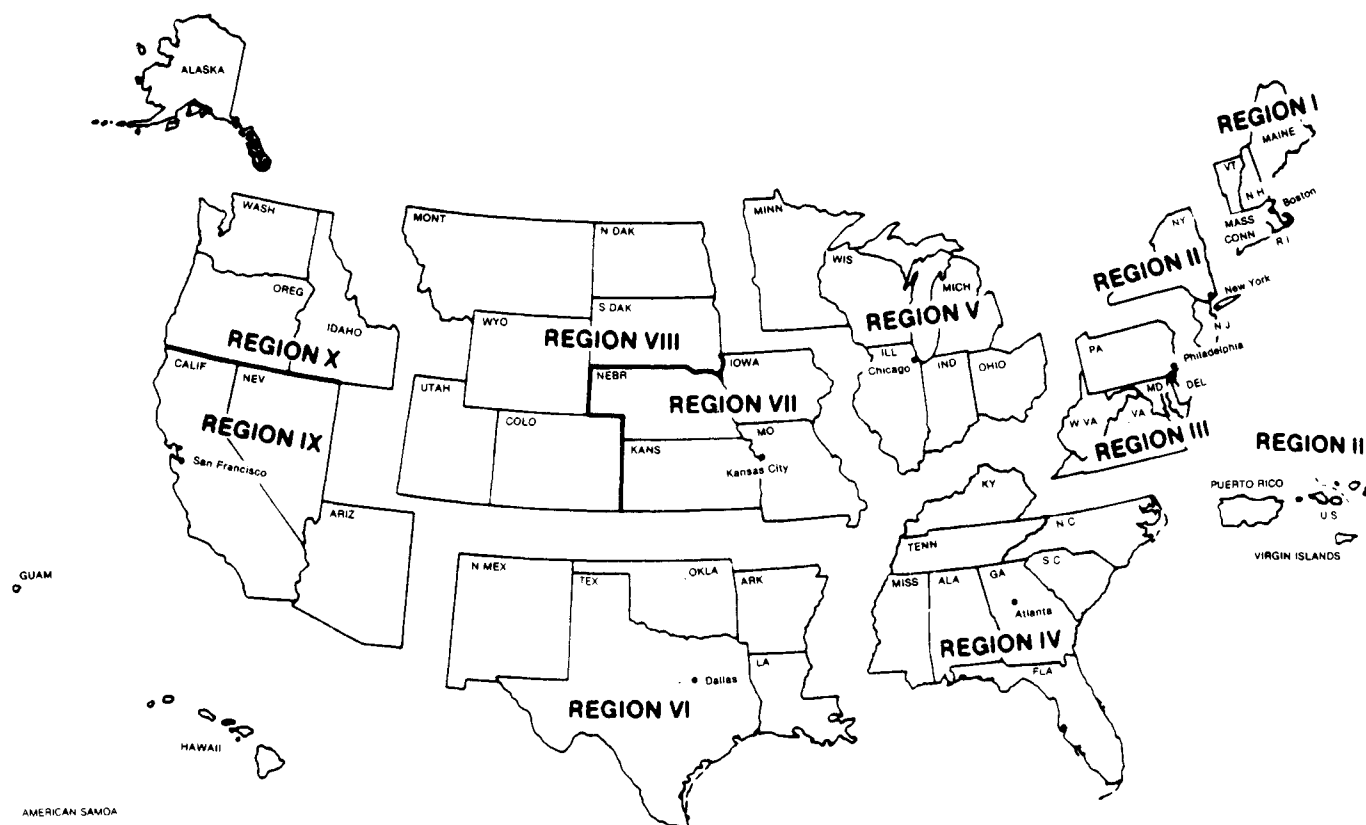 ALASKA
REGION I
MAINE
VT
N H
Boston
MASS
CONN
R I
WASH
MONT
N DAK
MINN
NY
WIS
MICH
REGION II
New York
N J
OREG
S DAK
IDAHO
WYO
REGION VIII
REGION V
REGION X
PA
Philadelphia
CALIF
NEV
UTAH
NEBR
IOWA
ILL
Chicago
IND
OHIO
MD
DEL
REGION IX
COLO
REGION VII
W VA
VA
REGION III
REGION II
San Francisco
KANS
MO
Kansas City
KY
PUERTO RICO
U S
VIRGIN ISLANDS
ARIZ
N C
TENN
S C
GUAM
N MEX
TEX
OKLA
ARK
MISS
ALA
GA
Atlanta
REGION IV
LA
FLA
Dallas
REGION VI
HAWAII
AMERICAN SAMOA